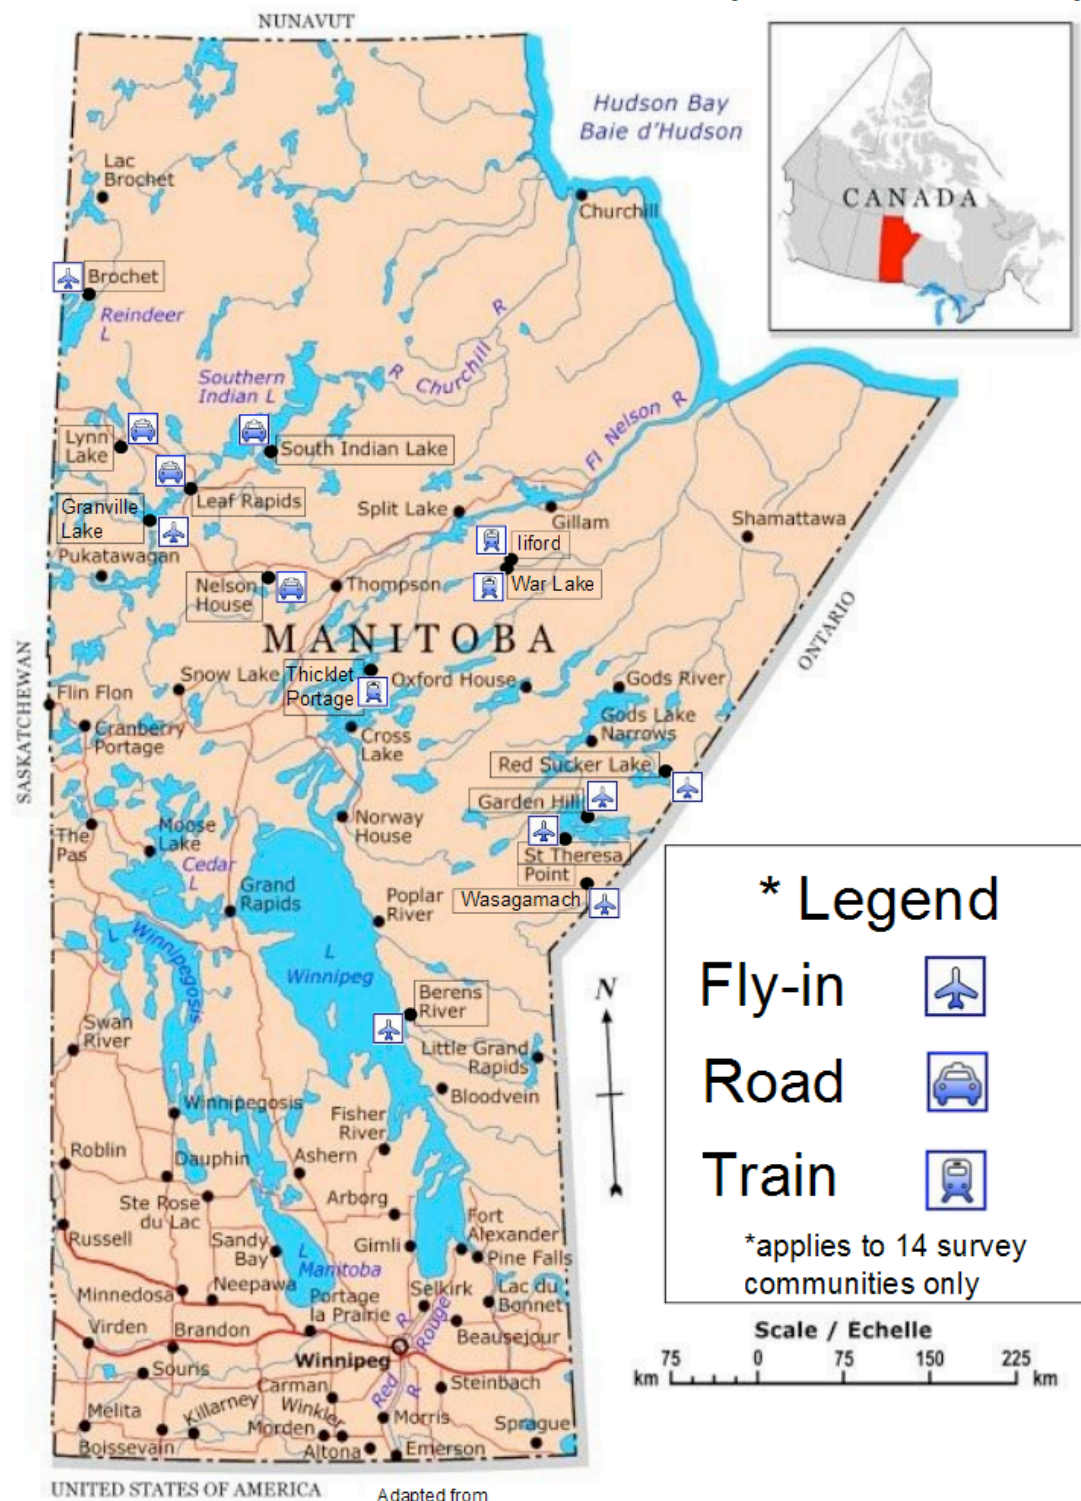 NUNAVUT
Hudson Bay
Baie d'Hudson
CANADA
Lac
Brochet
Churchill
Brochet
Reindeer
L
R
Churchill
R
Southern
Indian L
Fl Nelson R
Lynn
Lake
South Indian Lake
Leaf Rapids
Granville
Lake
Split Lake
Gillam
Shamattawa
Pukatawagan
Iiford
War Lake
Nelson
House
Thompson
MANITOBA
ONTARIO
SASKATCHEWAN
Snow Lake
Thicklet
Portage
Oxford House
Gods River
Flin Flon
Cranberry
Portage
Cross
Lake
Gods Lake
Narrows
Red Sucker Lake
Garden Hill
Norway
House
The
Pas
Moose
Lake
Cedar
L
St Theresa
Point
Wasagamach
Grand
Rapids
Poplar
River
L
Winnipegosis
L
Winnipeg
Berens
River
Swan
River
Little Grand
Rapids
Bloodvein
Winnipegosis
Fisher
River
Roblin
Dauphin
Ashern
Ste Rose
du Lac
Arborg
Fort
Alexander
Russell
Sandy
Bay
L
Manitoba
Gimli
Pine Falls
Minnedosa
Neepawa
Portage
la Prairie
Selkirk
Lac du
Bonnet
R
Rouge
Virden
Brandon
Beausejour
Winnipeg
Souris
Carman
Red
R
Steinbach
Melita
Killarney
Winkler
Morden
Morris
Sprague
Boissevain
Altona
Emerson
UNITED STATES OF AMERICA
Adapted from
N
* Legend
Fly-in
Road
Train
*applies to 14 survey
communities only
Scale / Echelle
75 0 75 150 225
km km